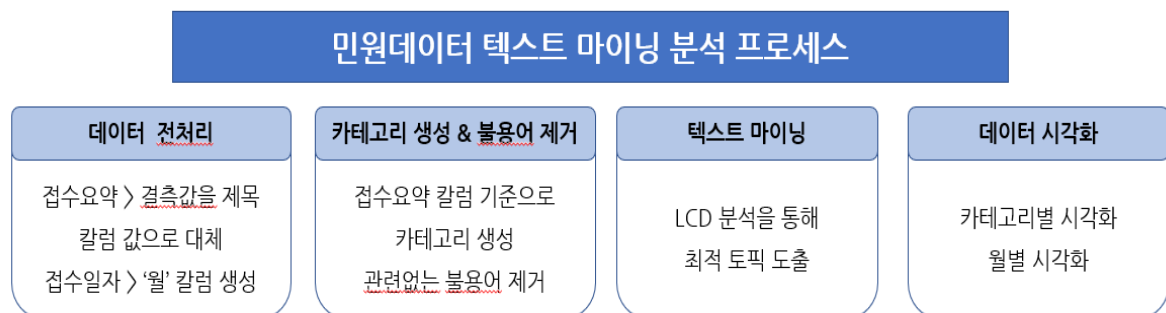 민원데이터 텍스트 마이닝 분석 프로세스
데이터 전처리
접수요약 > 결측값을 제목
칼럼 값으로 대체
접수일자 > '월' 칼럼 생성
카테고리 생성 & 불용어 제거
접수요약 칼럼 기준으로
카테고리 생성
관련없는 불용어 제거
텍스트 마이닝
LCD 분석을 통해
최적 토픽 도출
데이터 시각화
카테고리별 시각화
월별 시각화